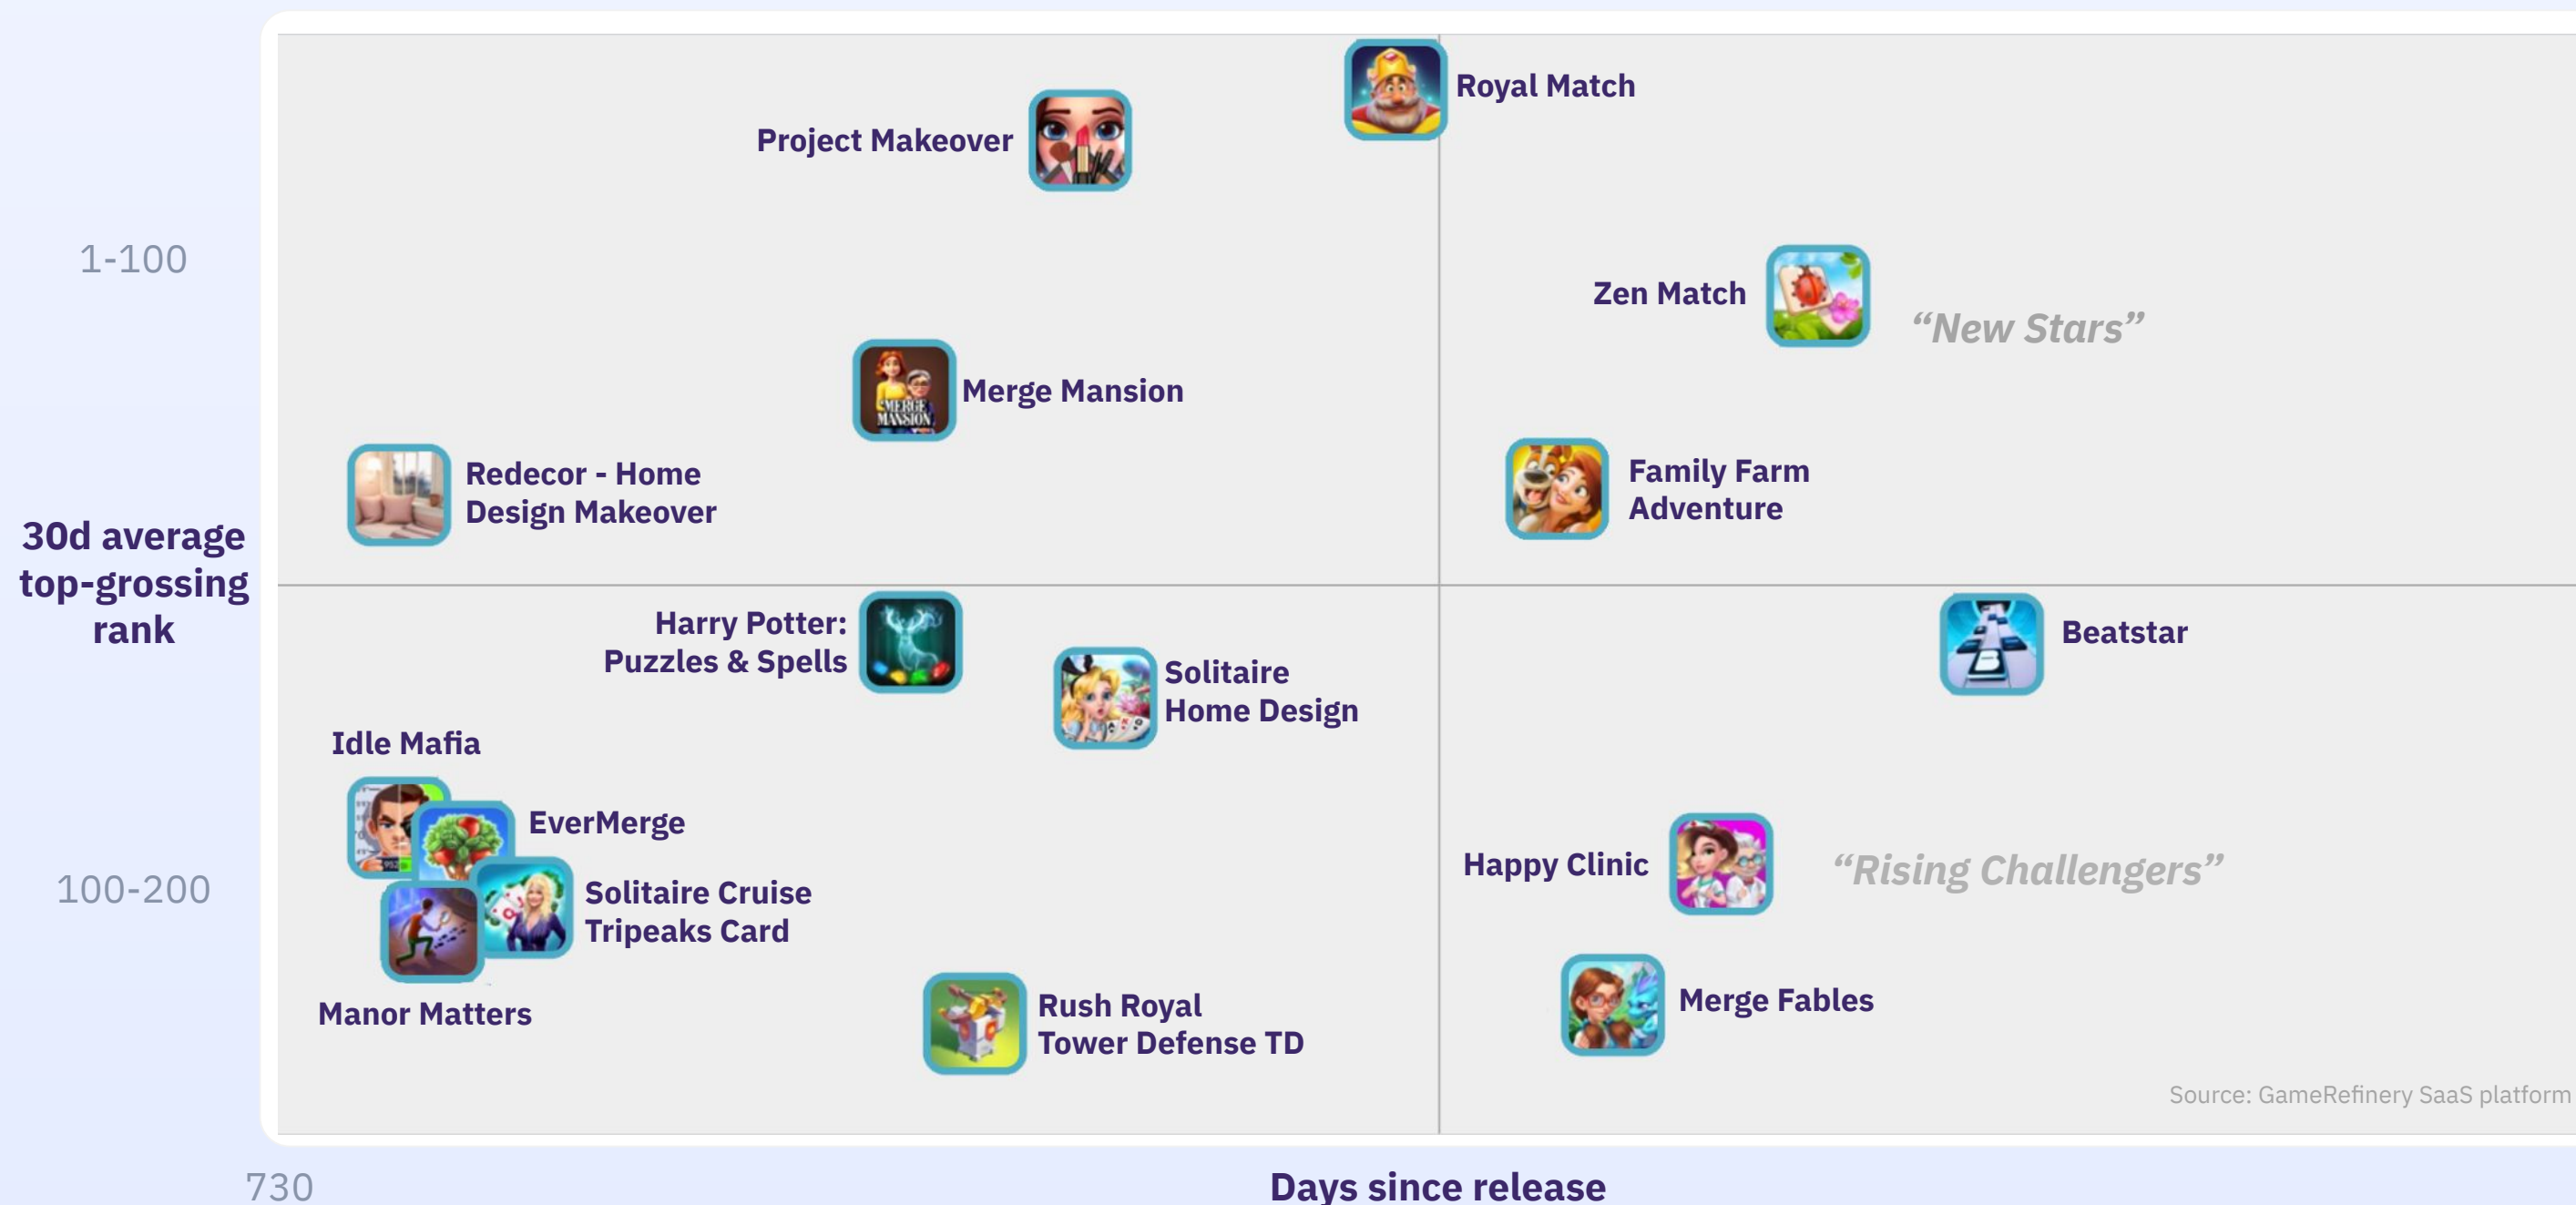 Royal Match
Project Makeover
1-100
Zen Match
“New Stars”
Merge Mansion
MERGE
MANSION
Redecor - Home
Design Makeover
Family Farm
Adventure
30d average
top-grossing
rank
Harry Potter:
Puzzles & Spells
Beatstar
Solitaire
Home Design
Idle Mafia
EverMerge
Happy Clinic
“Rising Challengers”
100-200
Solitaire Cruise
Tripeaks Card
Manor Matters
Rush Royal
Tower Defense TD
Merge Fables
Source: GameRefinery SaaS platform
730
Days since release